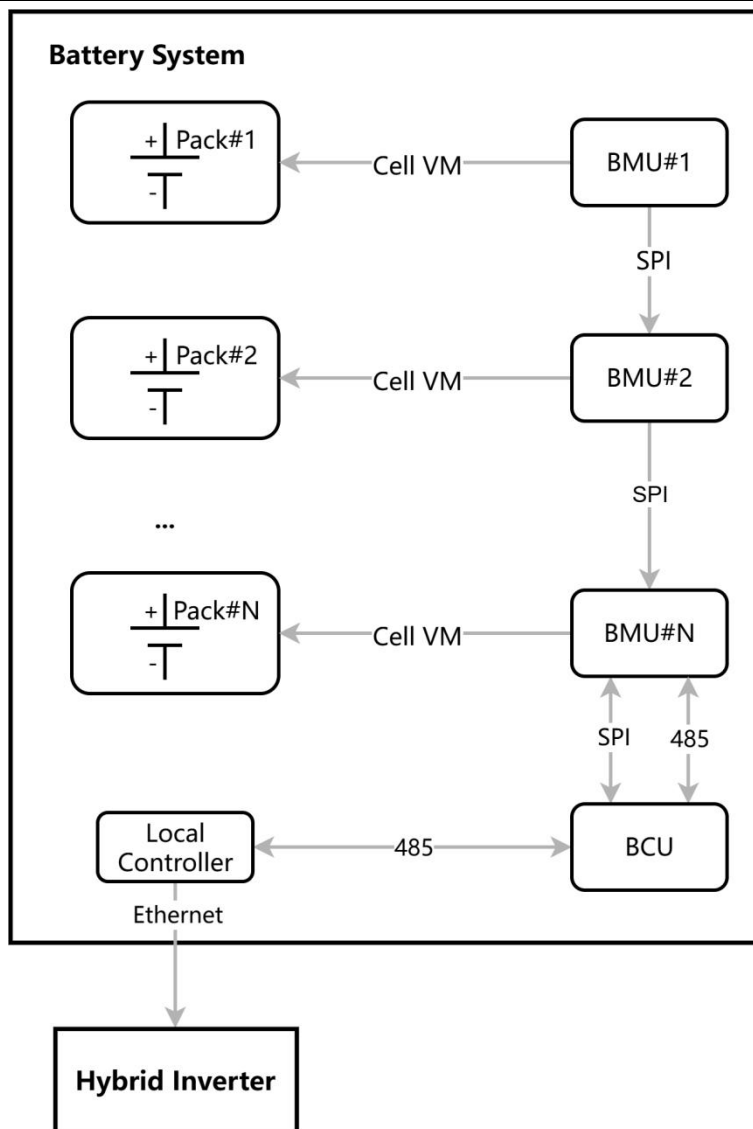 Battery System
+ Pack#1
-
Cell VM
BMU#1
SPI
+ Pack#2
-
Cell VM
BMU#2
SPI
...
+ Pack#N
-
Cell VM
BMU#N
SPI
485
Local
Controller
485
BCU
Ethernet
Hybrid Inverter